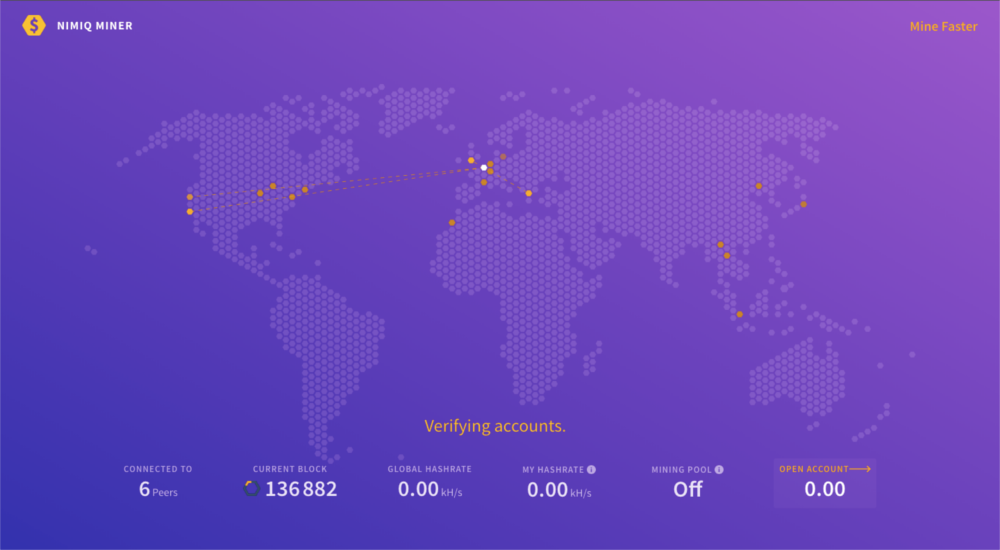 $ NIMIQ MINER
Mine Faster
Verifying accounts.
CONNECTED TO
6 Peers
CURRENT BLOCK
136 882
GLOBAL HASHRATE
0.00 kH/s
MY HASHRATE i
0.00 kH/s
MINING POOL i
Off
OPEN ACCOUNT
0.00